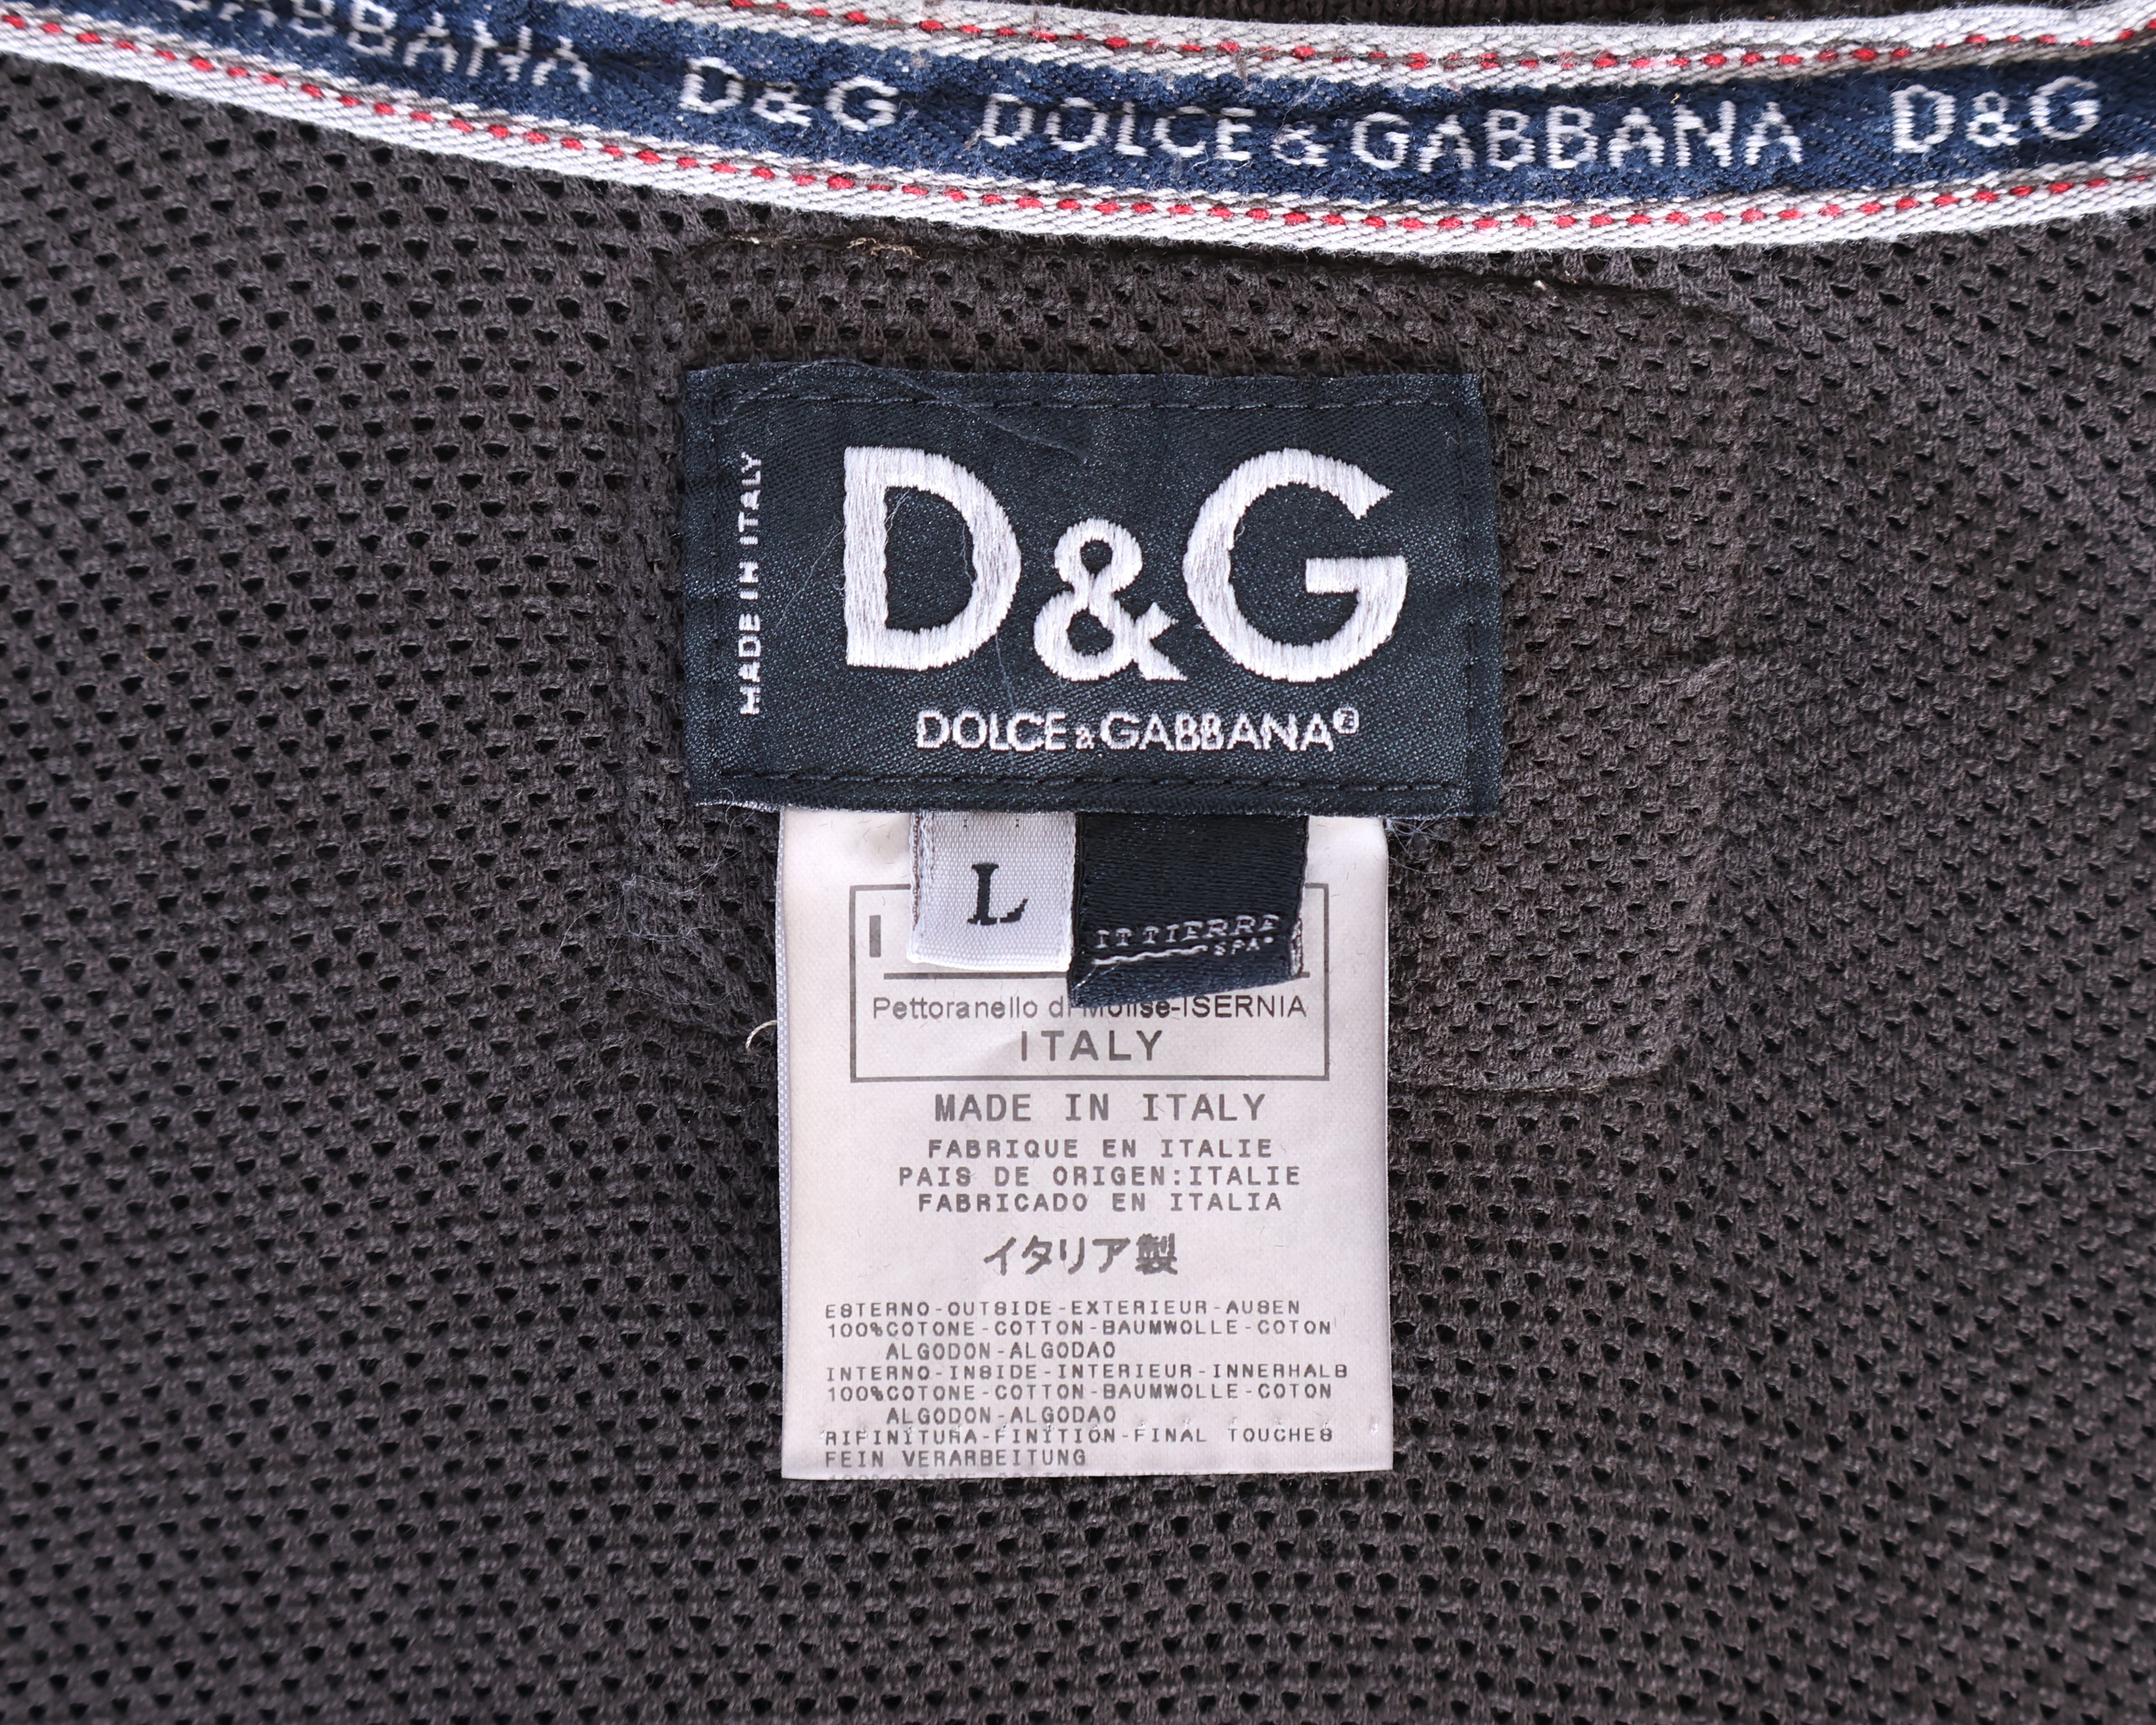 GABBANA D&G DOLCE & GABBANA D&G
MADE IN ITALY
D&G
DOLCE & GABBANA®
L
IT TIERRE
SPA
Pettoranello di Molise-ISERNIA
ITALY
MADE IN ITALY
FABRIQUE EN ITALIE
PAIS DE ORIGEN:ITALIE
FABRICADO EN ITALIA
イタリア製
ESTERNO-OUTSIDE-EXTERIEUR-AUSEN
100%COTONE-COTTON-BAUMWOLLE-COTON
ALGODON-ALGODAO
INTERNO-INSIDE-INTERIEUR-INNERHALB
100%COTONE-COTTON-BAUMWOLLE-COTON
ALGODON-ALGODAO
RIFINITURA-FINITION-FINAL TOUCHES
FEIN VERARBEITUNG